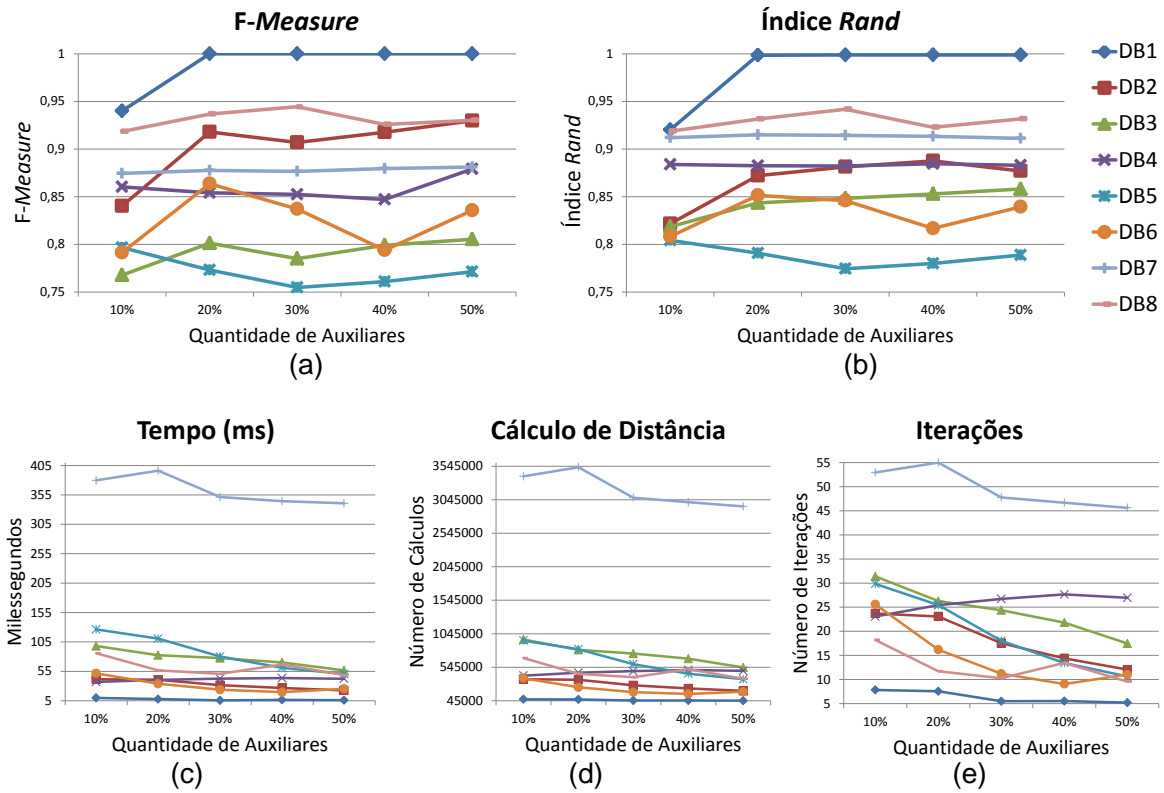 F-Measure
1
0,95
0,9
0,85
0,8
0,75
F-Measure
10% 20% 30% 40% 50%
Quantidade de Auxiliares
(a)
Índice Rand
1
0,95
0,9
0,85
0,8
0,75
Índice Rand
10% 20% 30% 40% 50%
Quantidade de Auxiliares
(b)
DB1
DB2
DB3
DB4
DB5
DB6
DB7
DB8
Tempo (ms)
405
355
305
255
205
155
105
55
5
Milessegundos
10% 20% 30% 40% 50%
Quantidade de Auxiliares
(c)
Cálculo de Distância
3545000
3045000
2545000
2045000
1545000
1045000
545000
45000
Número de Cálculos
10% 20% 30% 40% 50%
Quantidade de Auxiliares
(d)
Iterações
55
50
45
40
35
30
25
20
15
10
5
Número de Iterações
10% 20% 30% 40% 50%
Quantidade de Auxiliares
(e)